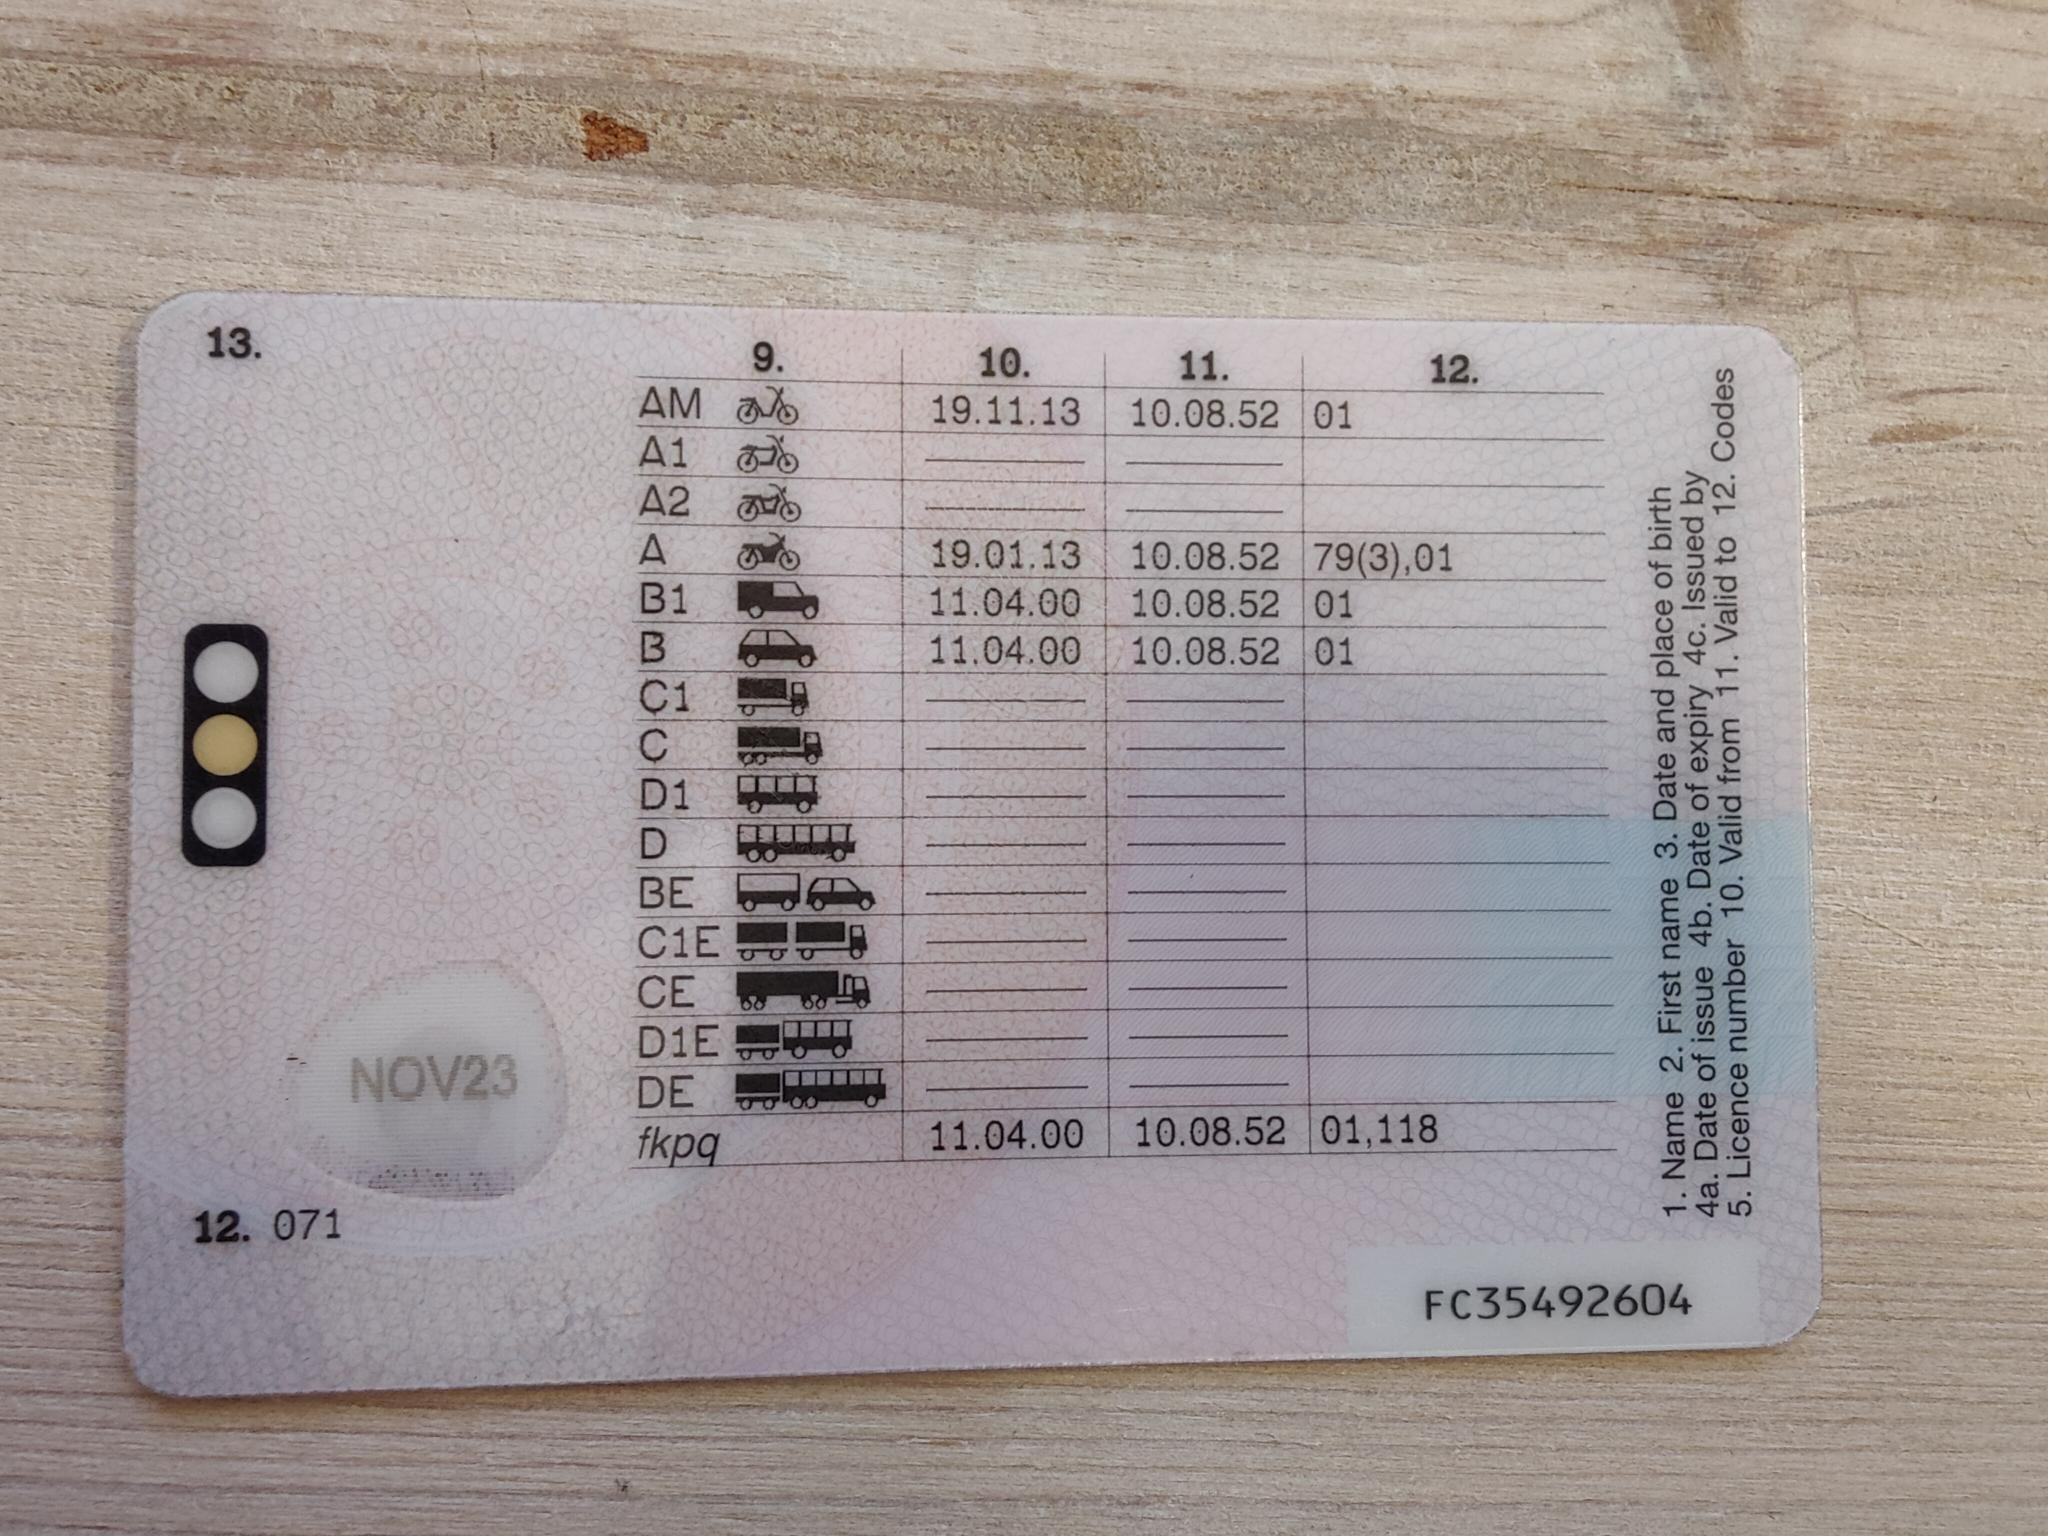 13.
9. 10. 11. 12.
AM 19.11.13 10.08.52 01
A1
A2
A 19.01.13 10.08.52 79(3),01
B1 11.04.00 10.08.52 01
B 11.04.00 10.08.52 01
C1
C
D1
D
BE
C1E
CE
D1E
DE
fkpq 11.04.00 10.08.52 01,118
NOV23
12. 071
1. Name 2. First name 3. Date and place of birth
4a. Date of issue 4b. Date of expiry 4c. Issued by
5. Licence number 10. Valid from 11. Valid to 12. Codes
FC35492604